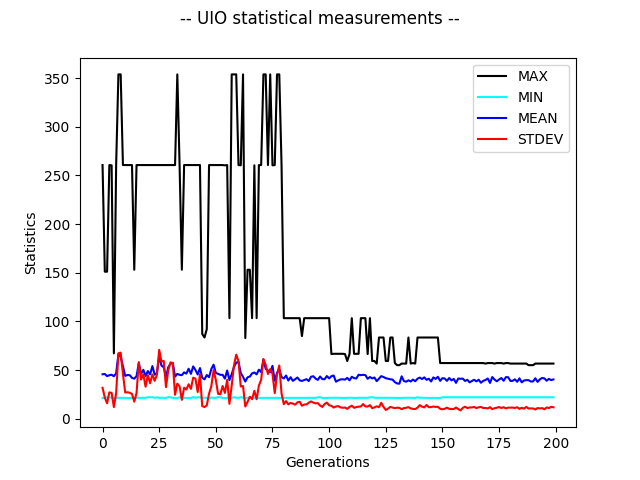 -- UIO statistical measurements --
MAX
MIN
MEAN
STDEV
Statistics
350
300
250
200
150
100
50
0
0 25 50 75 100 125 150 175 200
Generations